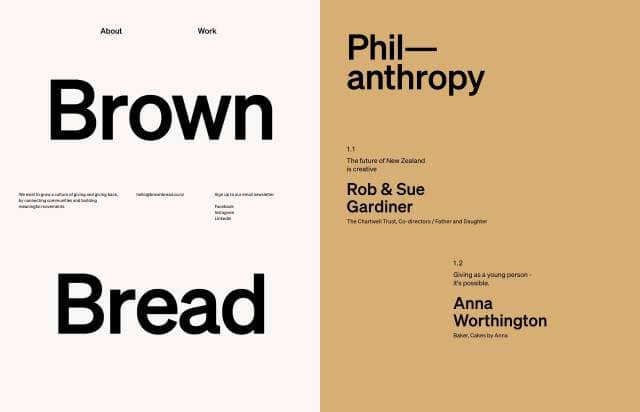 About
Work
Brown
We want to grow a culture of giving and giving back,
by connecting communities and building
meaningful movements.
hello@brownbread.co.nz
Sign up to our email newsletter
Facebook
Instagram
LinkedIn
Bread
Phil—
anthropy
1.1
The future of New Zealand
is creative
Rob & Sue
Gardiner
The Chartwell Trust, Co-directors / Father and Daughter
1.2
Giving as a young person -
it's possible.
Anna
Worthington
Baker, Cakes by Anna